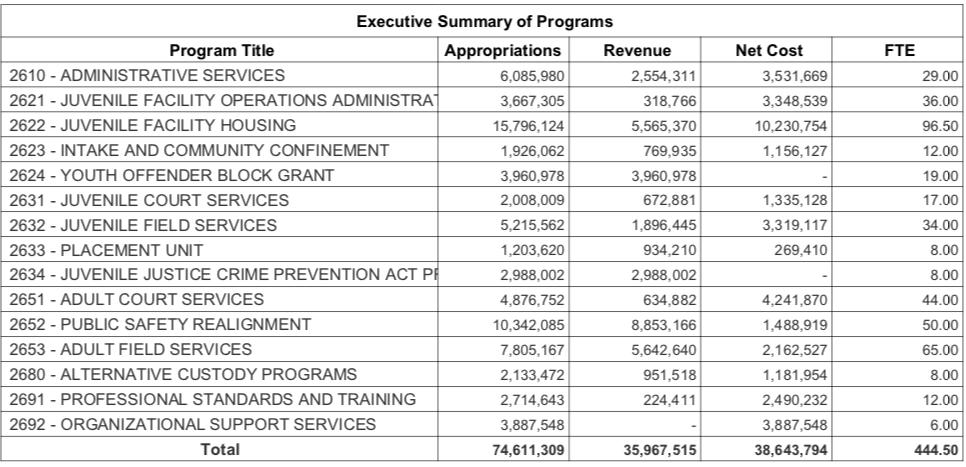 Executive Summary of Programs
Program Title Appropriations Revenue Net Cost FTE
2610 - ADMINISTRATIVE SERVICES 6,085,980 2,554,311 3,531,669 29.00
2621 - JUVENILE FACILITY OPERATIONS ADMINISTRAT 3,667,305 318,766 3,348,539 36.00
2622 - JUVENILE FACILITY HOUSING 15,796,124 5,565,370 10,230,754 96.50
2623 - INTAKE AND COMMUNITY CONFINEMENT 1,926,062 769,935 1,156,127 12.00
2624 - YOUTH OFFENDER BLOCK GRANT 3,960,978 3,960,978 - 19.00
2631 - JUVENILE COURT SERVICES 2,008,009 672,881 1,335,128 17.00
2632 - JUVENILE FIELD SERVICES 5,215,562 1,896,445 3,319,117 34.00
2633 - PLACEMENT UNIT 1,203,620 934,210 269,410 8.00
2634 - JUVENILE JUSTICE CRIME PREVENTION ACT PR 2,988,002 2,988,002 - 8.00
2651 - ADULT COURT SERVICES 4,876,752 634,882 4,241,870 44.00
2652 - PUBLIC SAFETY REALIGNMENT 10,342,085 8,853,166 1,488,919 50.00
2653 - ADULT FIELD SERVICES 7,805,167 5,642,640 2,162,527 65.00
2680 - ALTERNATIVE CUSTODY PROGRAMS 2,133,472 951,518 1,181,954 8.00
2691 - PROFESSIONAL STANDARDS AND TRAINING 2,714,643 224,411 2,490,232 12.00
2692 - ORGANIZATIONAL SUPPORT SERVICES 3,887,548 - 3,887,548 6.00
Total 74,611,309 35,967,515 38,643,794 444.50